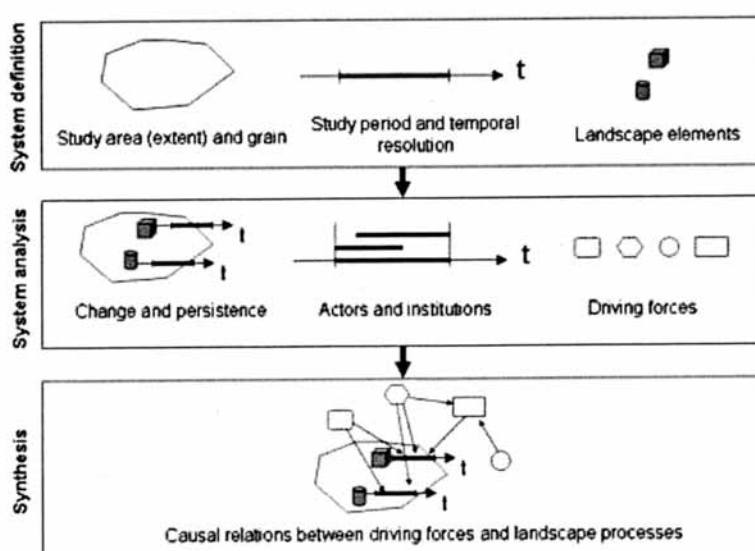 System definition
t
Study area (extent) and grain
Study period and temporal
resolution
Landscape elements
System analysis
t
t
t
Change and persistence
Actors and institutions
Driving forces
Synthesis
t
t
Causal relations between driving forces and landscape processes